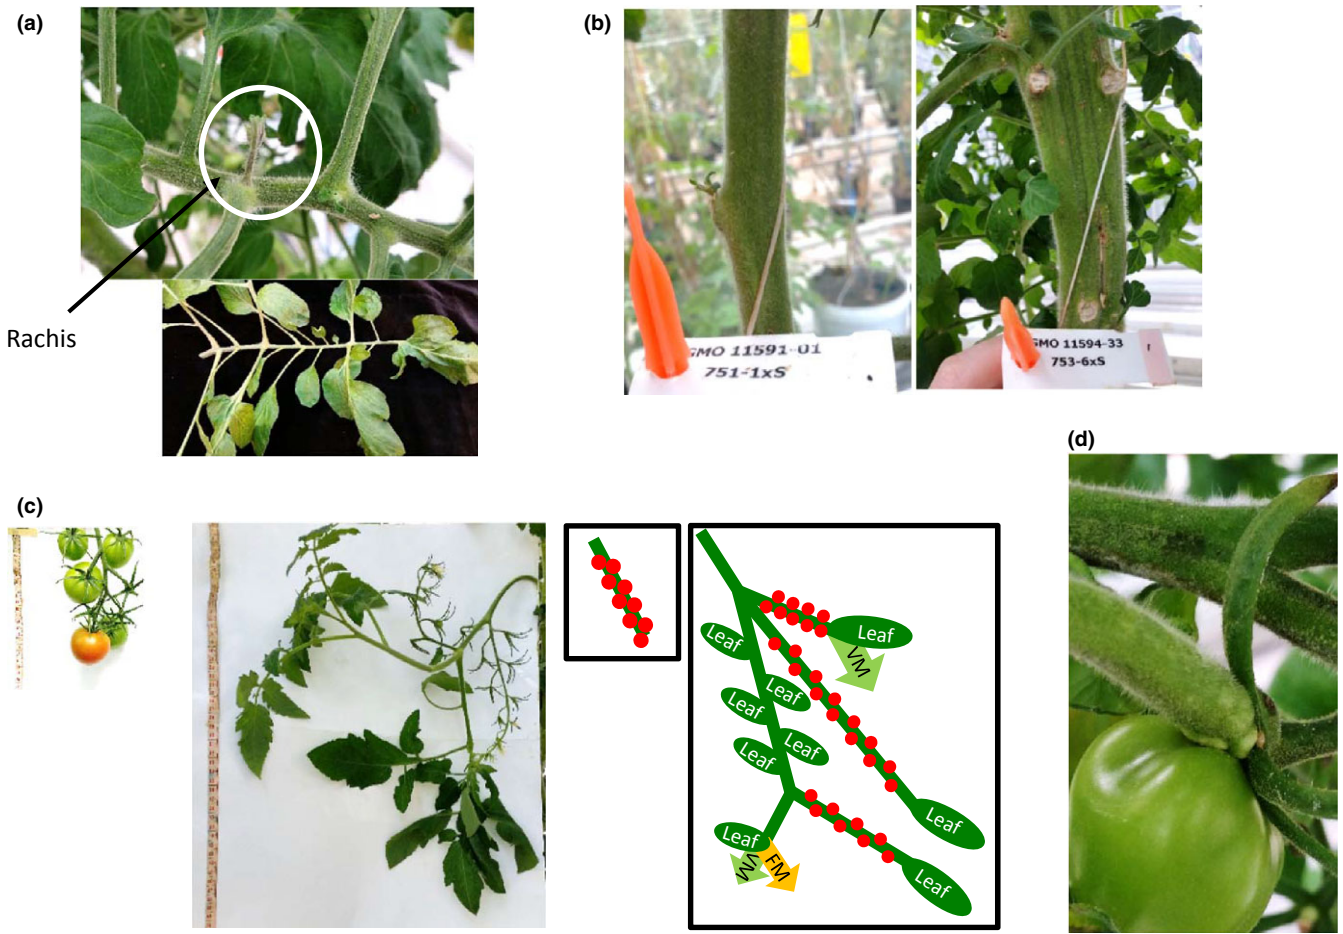 (a)
Rachis
(b)
GMO 11591-01
751-1xS
GMO 11594-33
753-6xS
(c)
Leaf
VM
Leaf
Leaf
Leaf
Leaf
Leaf
Leaf
Leaf
VM
FM
Leaf
(d)